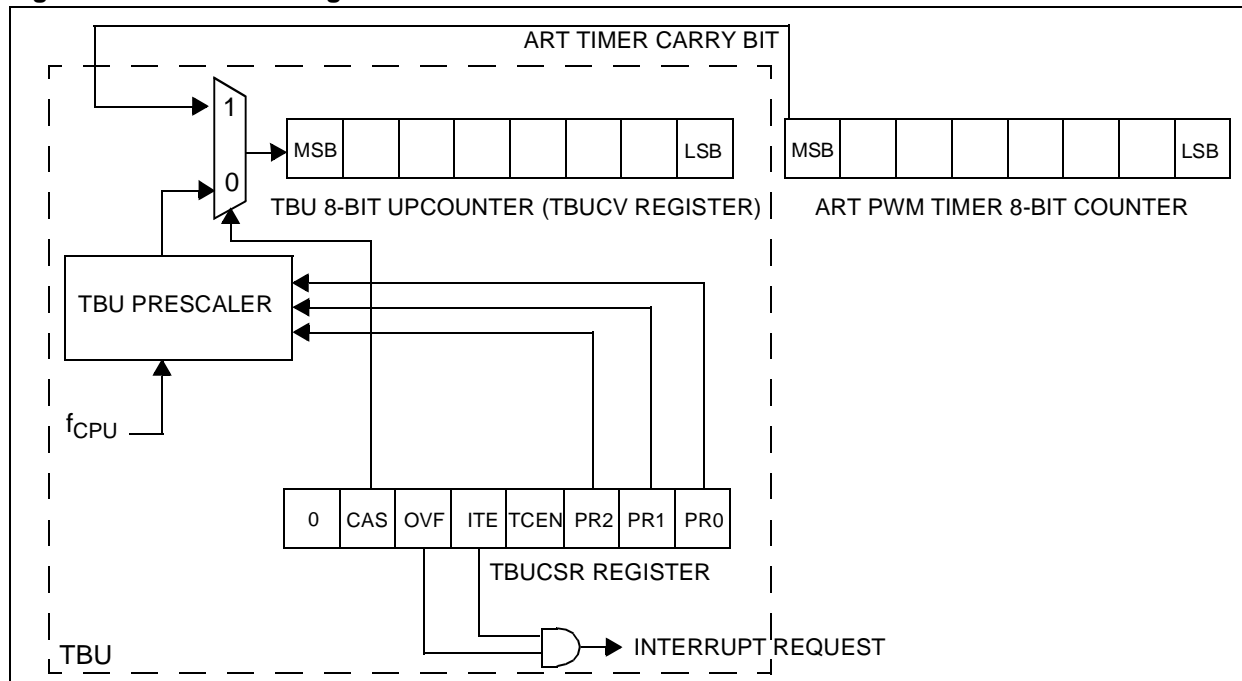 ART TIMER CARRY BIT
1
MSB LSB MSB LSB
0
TBU 8-BIT UPCOUNTER (TBUCV REGISTER) ART PWM TIMER 8-BIT COUNTER
TBU PRESCALER
fCPU
0 CAS OVF ITE TCEN PR2 PR1 PR0
TBUCSR REGISTER
INTERRUPT REQUEST
TBU